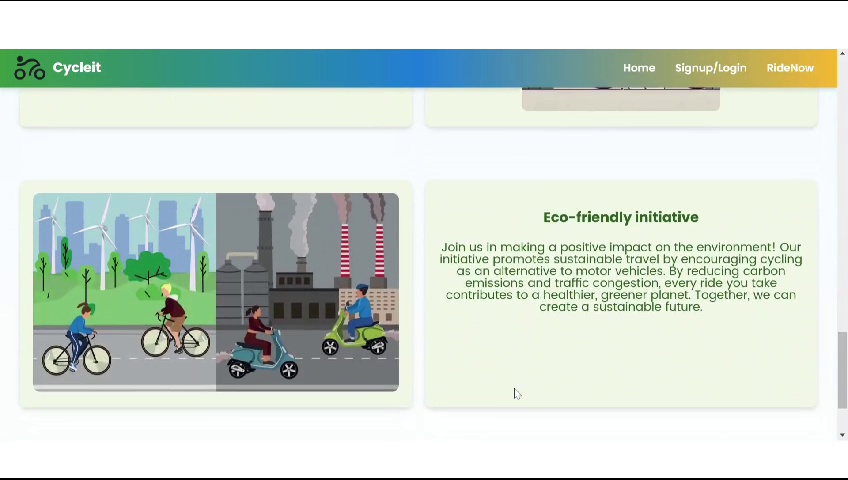 Cycleit
Home Signup/Login RideNow
Eco-friendly initiative
Join us in making a positive impact on the environment! Our
initiative promotes sustainable travel by encouraging cycling
as an alternative to motor vehicles. By reducing carbon
emissions and traffic congestion, every ride you take
contributes to a healthier, greener planet. Together, we can
create a sustainable future.